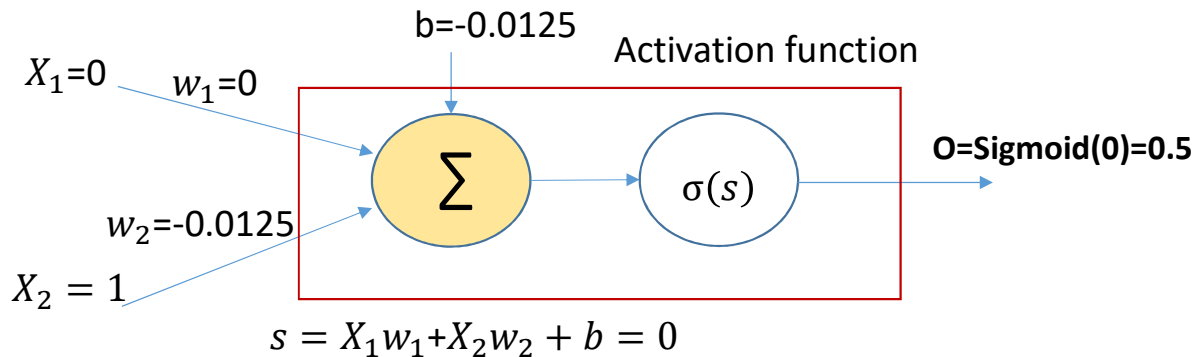 b=-0.0125
Activation function
X₁=0
w₁=0
∑
σ(s)
O=Sigmoid(0)=0.5
w₂=-0.0125
X₂ = 1
s = X₁w₁+X₂w₂ + b = 0